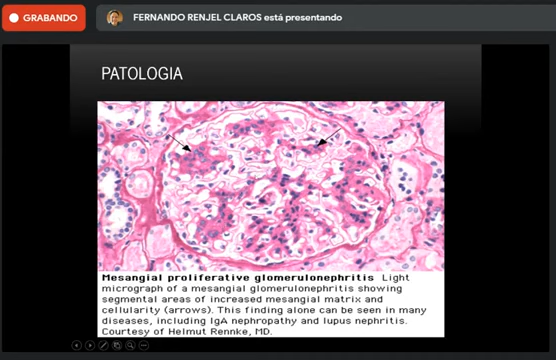 GRABANDO
FERNANDO RENJEL CLAROS está presentando
PATOLOGIA
Mesangial proliferative glomerulonephritis Light
micrograph of a mesangial glomerulonephritis showing
segmental areas of increased mesangial matrix and
cellularity (arrows). This finding alone can be seen in many
diseases, including IgA nephropathy and lupus nephritis.
Courtesy of Helmut Rennke, MD.